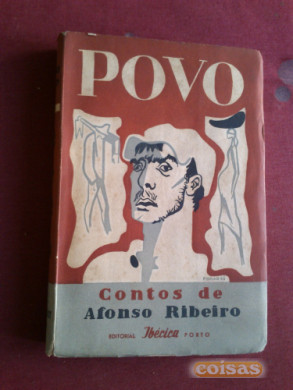 POVO
Contos de
Afonso Ribeiro
EDITORIAL Ibérica PORTO
coisas